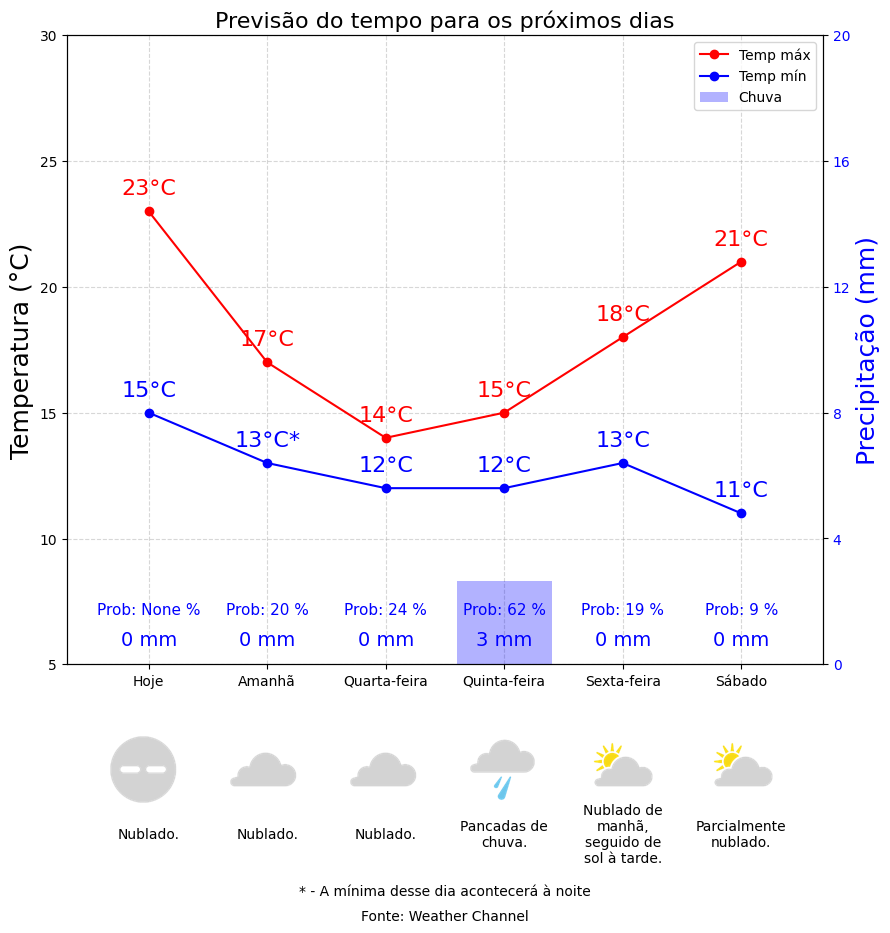 Previsão do tempo para os próximos dias
30
25
20
15
10
5
Temperatura (°C)
20
16
12
8
4
0
Precipitação (mm)
Temp máx
Temp mín
Chuva
23°C
17°C
14°C
15°C
18°C
21°C
15°C
13°C*
12°C
12°C
13°C
11°C
Prob: None % Prob: 20 % Prob: 24 % Prob: 62 % Prob: 19 % Prob: 9 %
0 mm 0 mm 0 mm 3 mm 0 mm 0 mm
Hoje Amanhã Quarta-feira Quinta-feira Sexta-feira Sábado
Nublado.
Nublado.
Nublado.
Pancadas de
chuva.
Nublado de
manhã,
seguido de
sol à tarde.
Parcialmente
nublado.
* - A mínima desse dia acontecerá à noite
Fonte: Weather Channel